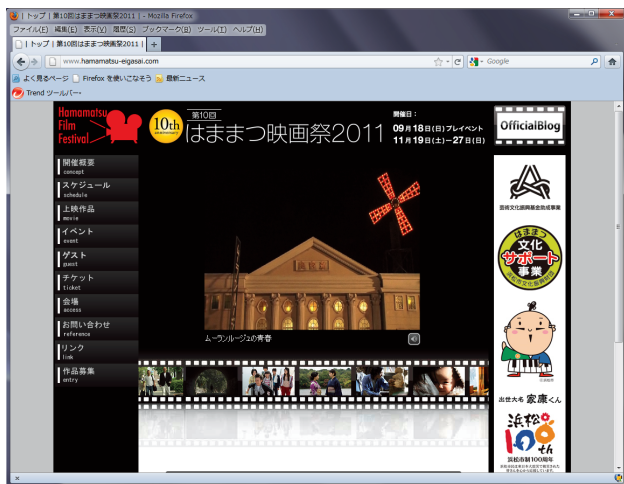 | トップ | 第10回はままつ映画祭2011 | - Mozilla Firefox
ファイル(F) 編集(E) 表示(V) 履歴(S) ブックマーク(B) ツール(T) ヘルプ(H)
| トップ | 第10回はままつ映画祭2011 | +
www.hamamatsu-eigasai.com
Google
よく見るページ Firefox を使いこなそう 最新ニュース
Trend ツールバー
Hamamatsu
Film
Festival
10th
anniversary
第10回
はままつ映画祭2011
開催日:
09月18日(日)プレイベント
11月19日(土)−27日(日)
OfficialBlog
開催概要
concept
スケジュール
schedule
上映作品
movie
イベント
event
ゲスト
guest
チケット
ticket
会場
access
お問い合わせ
reference
リンク
link
作品募集
entry
ムーランルージュの青春
芸術文化振興基金助成事業
はままつ
文化
サポート
事業
浜松市文化振興財団
出世大名 家康くん
浜松
100th
浜松市制100周年